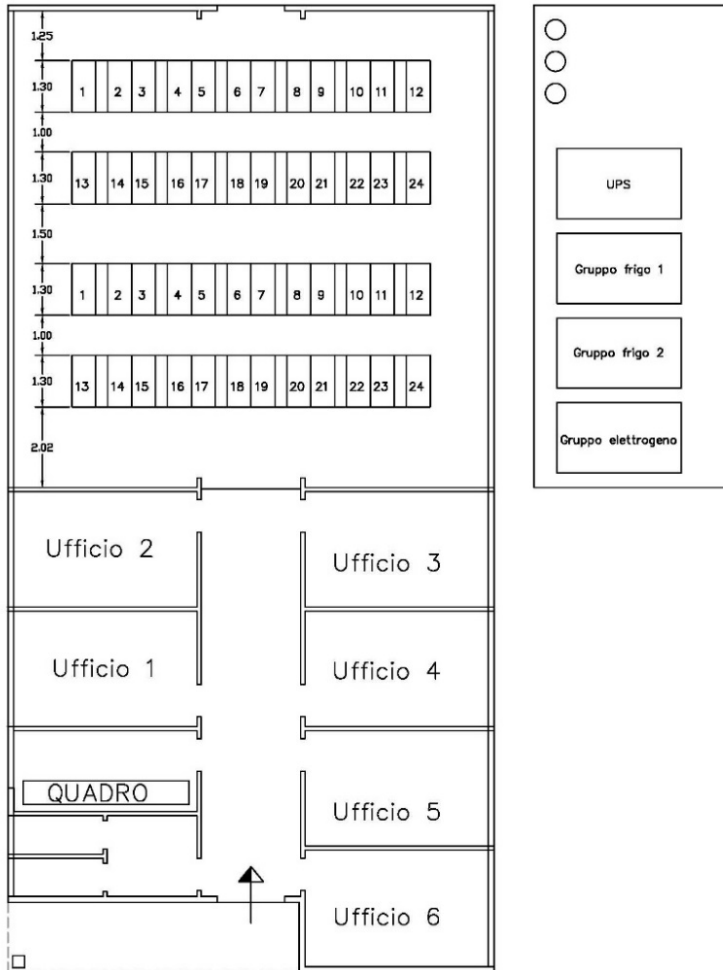 1.25
1.30
1 2 3 4 5 6 7 8 9 10 11 12
1.00
1.30
13 14 15 16 17 18 19 20 21 22 23 24
1.50
1.30
1 2 3 4 5 6 7 8 9 10 11 12
1.00
1.30
13 14 15 16 17 18 19 20 21 22 23 24
2.02
UPS
Gruppo frigo 1
Gruppo frigo 2
Gruppo elettrogeno
Ufficio 2
Ufficio 3
Ufficio 1
Ufficio 4
QUADRO
Ufficio 5
Ufficio 6